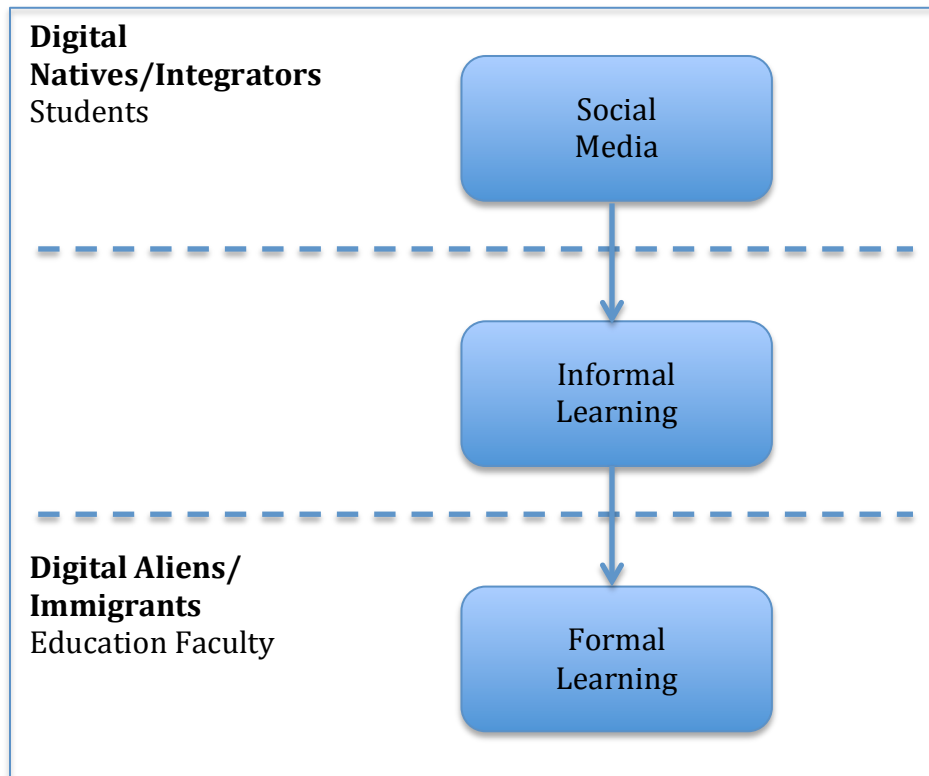 Digital
Natives/Integrators
Students
Social
Media
Informal
Learning
Digital Aliens/
Immigrants
Education Faculty
Formal
Learning